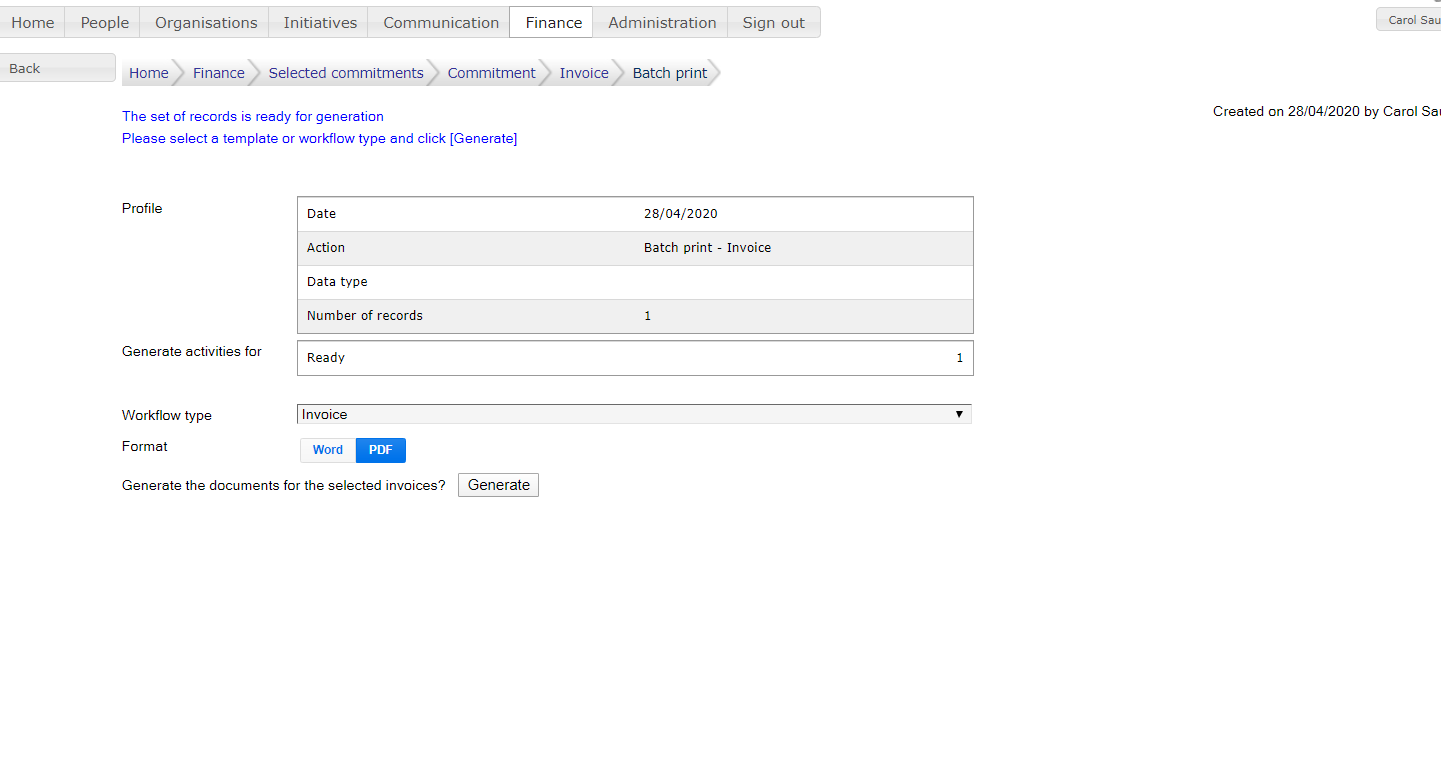 Home People Organisations Initiatives Communication Finance Administration Sign out Carol Sau
Back Home Finance Selected commitments Commitment Invoice Batch print
The set of records is ready for generation Created on 28/04/2020 by Carol Sau
Please select a template or workflow type and click [Generate]
Profile Date 28/04/2020
Action Batch print - Invoice
Data type
Number of records 1
Generate activities for Ready 1
Workflow type Invoice
Format Word PDF
Generate the documents for the selected invoices? Generate